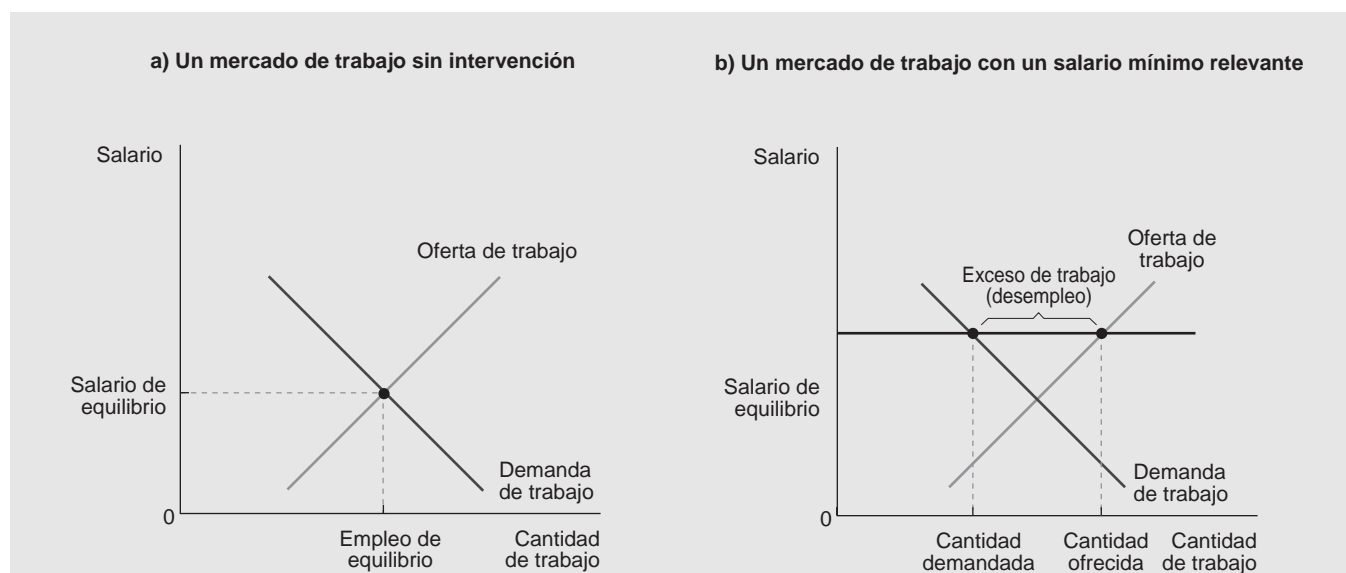 a) Un mercado de trabajo sin intervención
Salario
Oferta de trabajo
Salario de
equilibrio
Demanda
de trabajo
0
Empleo de
equilibrio
Cantidad
de trabajo
b) Un mercado de trabajo con un salario mínimo relevante
Salario
Oferta de
trabajo
Exceso de trabajo
(desempleo)
Salario de
equilibrio
Demanda
de trabajo
0
Cantidad
demandada
Cantidad
ofrecida
Cantidad
de trabajo